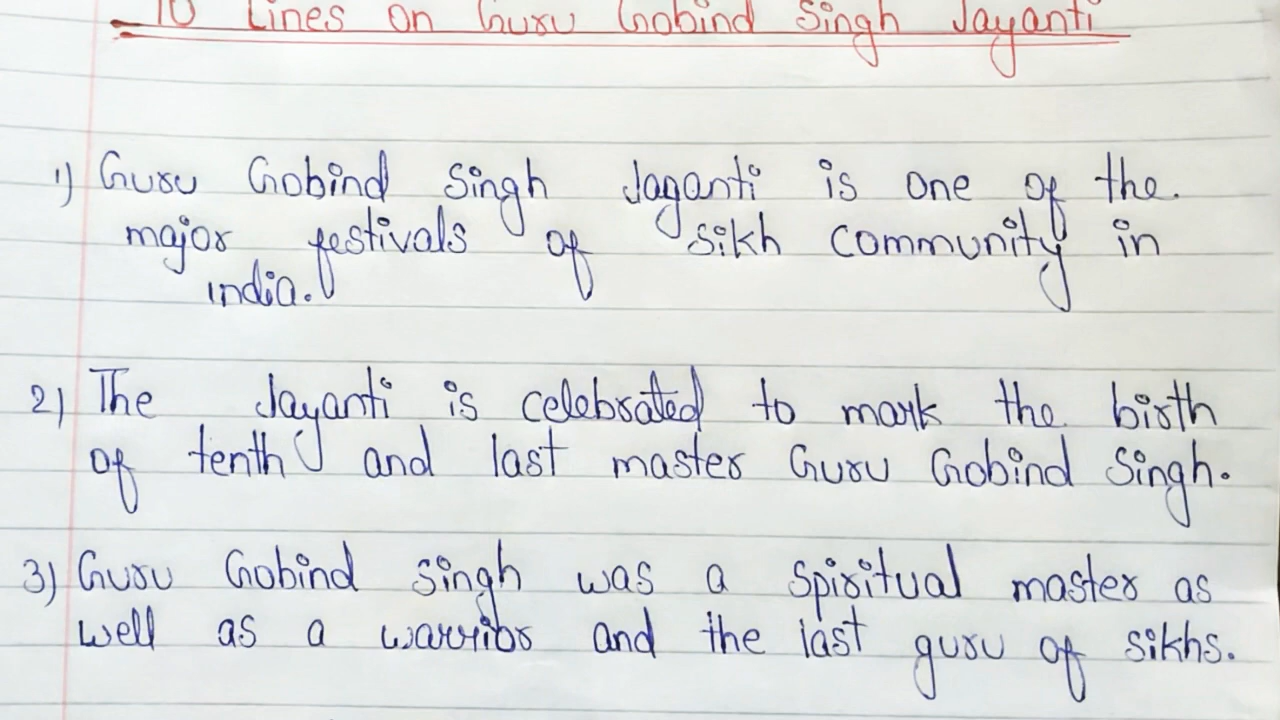 10 Lines on Guru Gobind Singh Jayanti
1) Guru Gobind Singh Jayanti is one of the
major festivals of Sikh community in
india.
2) The Jayanti is celebrated to mark the birth
of tenth and last master Guru Gobind Singh.
3) Guru Gobind Singh was a spiritual master as
well as a warrior and the last guru of sikhs.